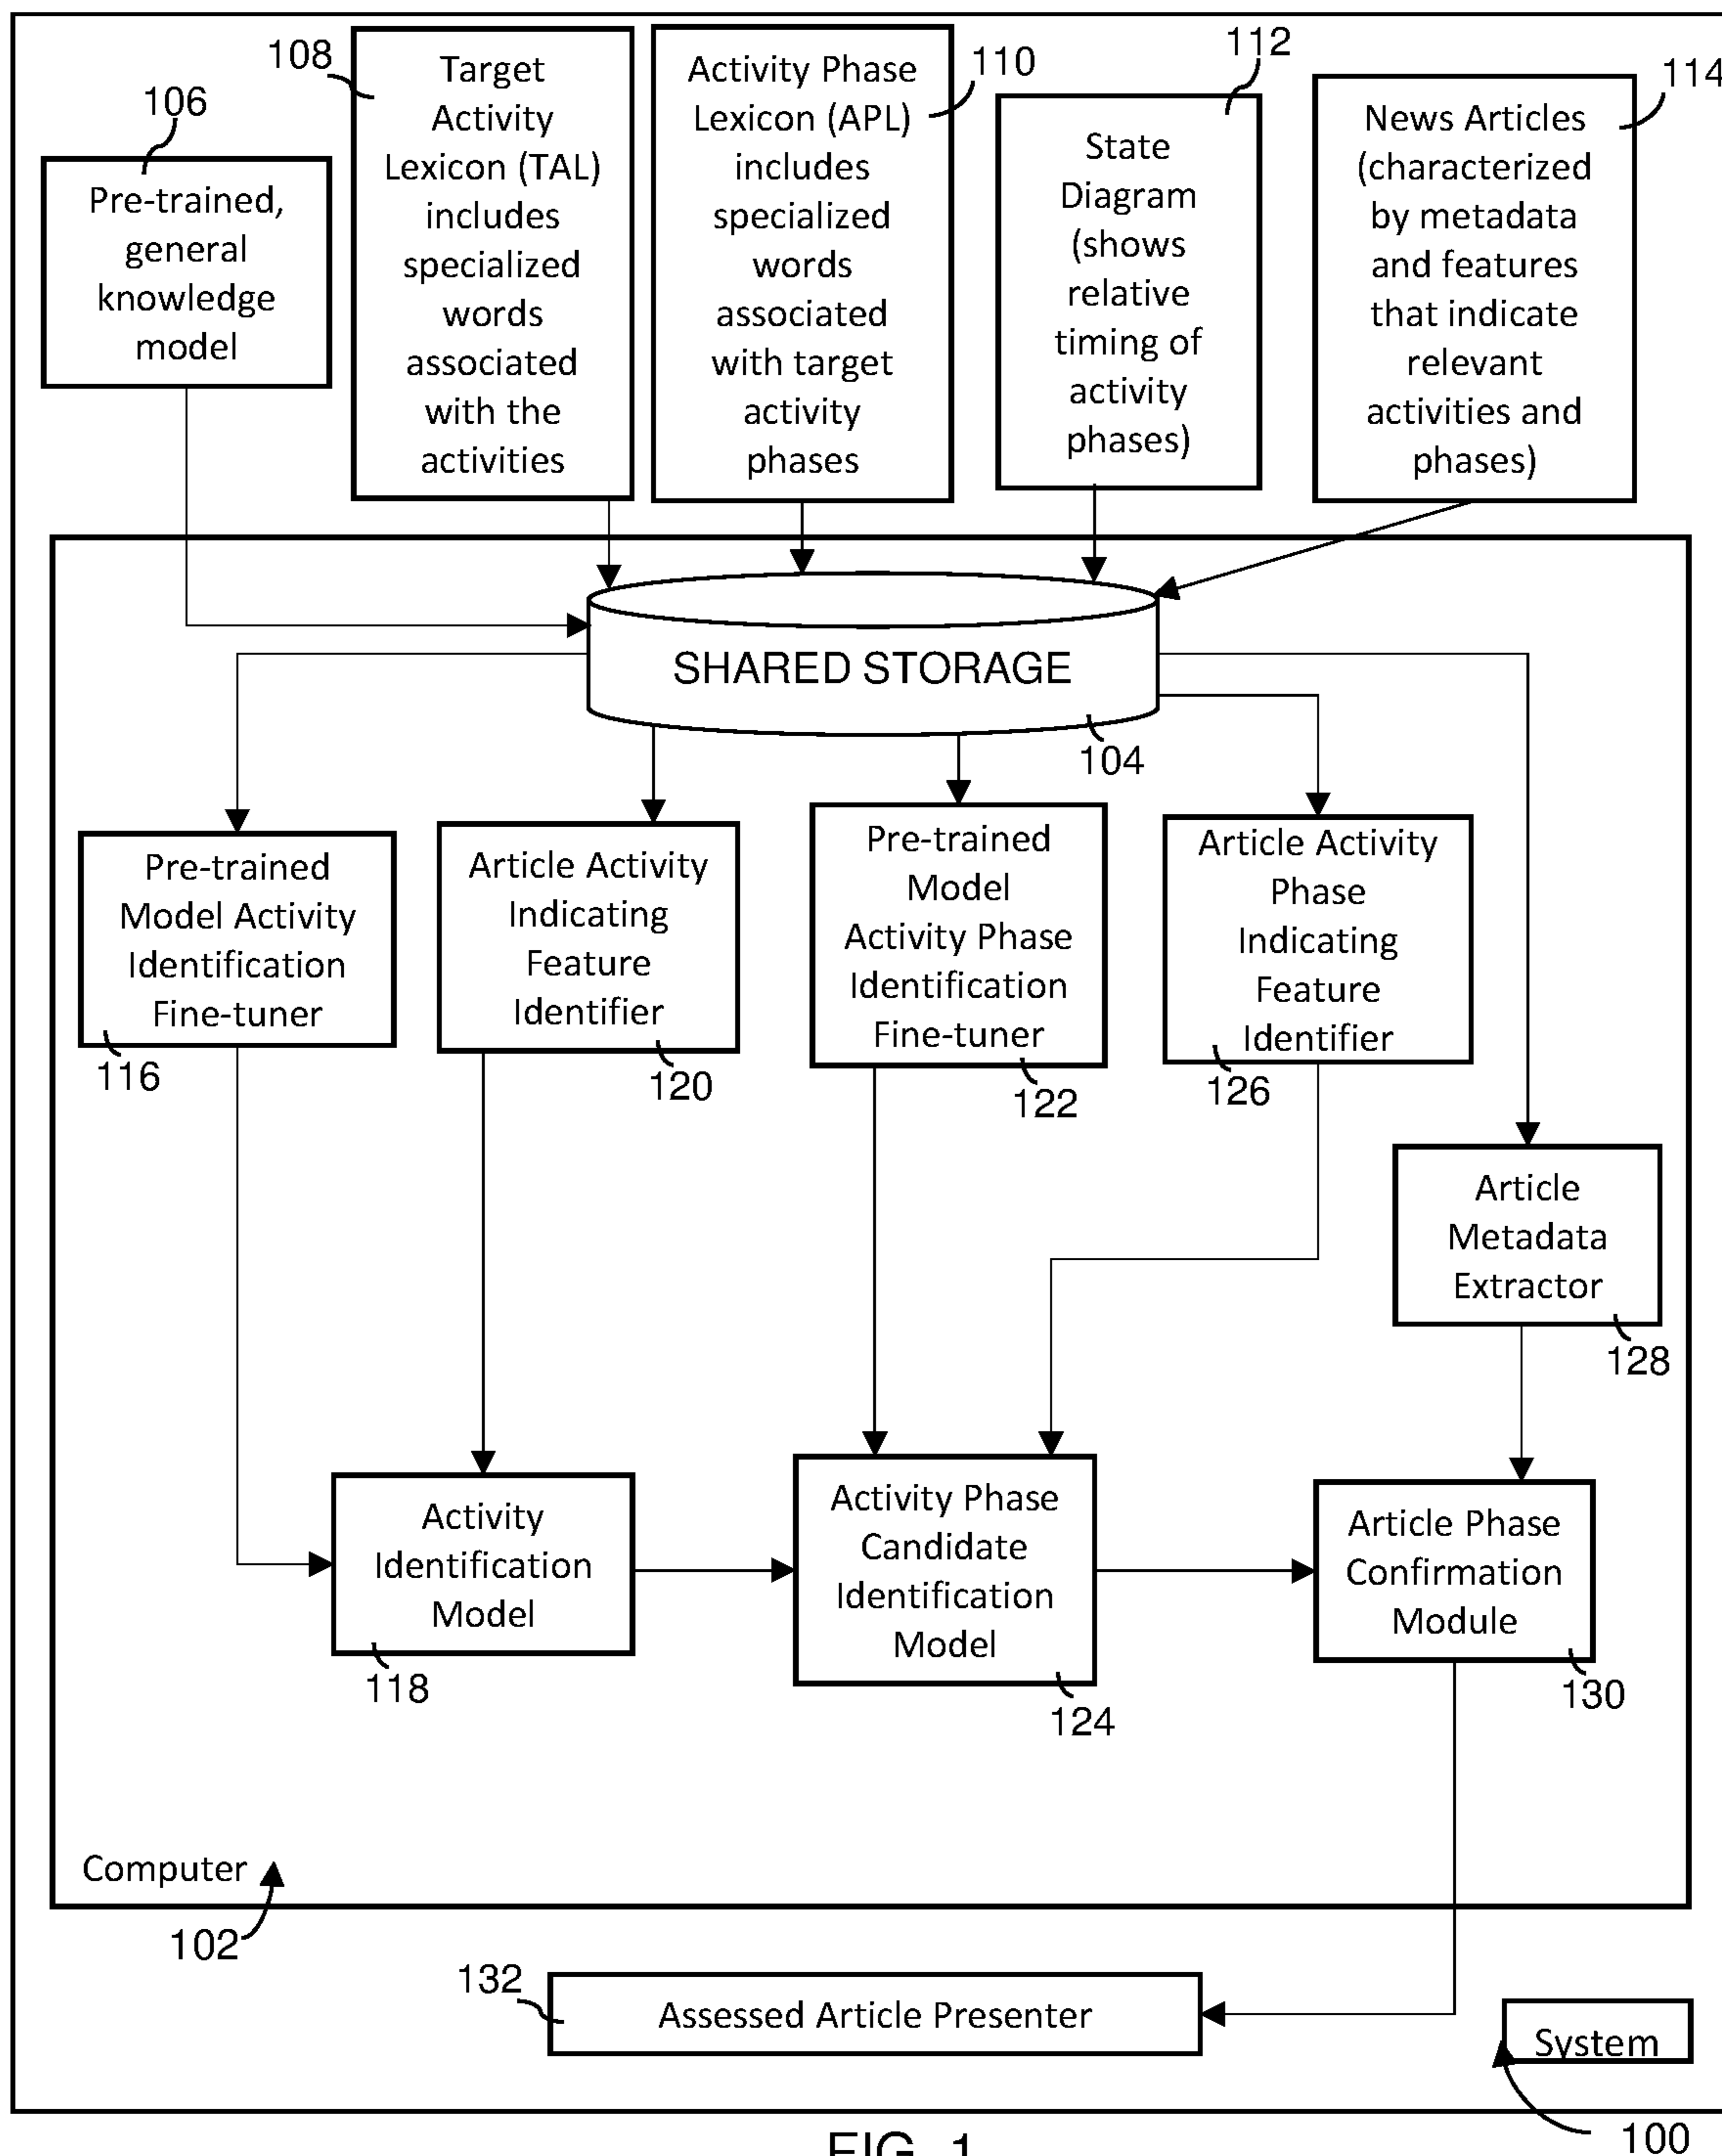 106
Pre-trained,
general
knowledge
model
108
Target
Activity
Lexicon (TAL)
includes
specialized
words
associated
with the
activities
110
Activity Phase
Lexicon (APL)
includes
specialized
words
associated
with target
activity
phases
112
State
Diagram
(shows
relative
timing of
activity
phases)
114
News Articles
(characterized
by metadata
and features
that indicate
relevant
activities and
phases)
SHARED STORAGE
104
Pre-trained
Model Activity
Identification
Fine-tuner
116
Article Activity
Indicating
Feature
Identifier
120
Pre-trained
Model
Activity Phase
Identification
Fine-tuner
122
Article Activity
Phase
Indicating
Feature
Identifier
126
Article
Metadata
Extractor
128
Activity
Identification
Model
118
Activity Phase
Candidate
Identification
Model
124
Article Phase
Confirmation
Module
130
Computer
102
132
Assessed Article Presenter
System
100
FIG. 1